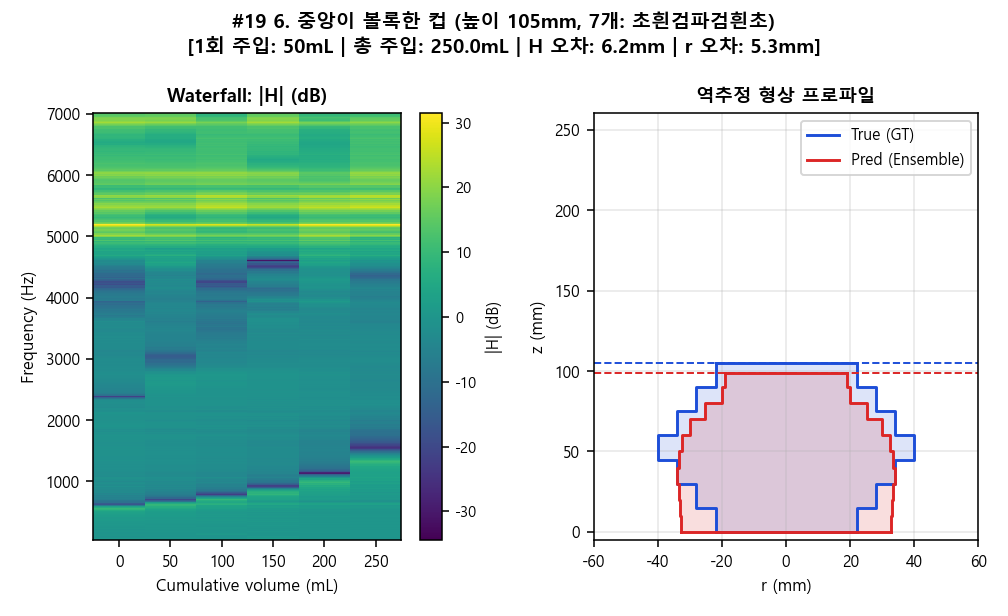 #19 6. 중앙이 볼록한 컵 (높이 105mm, 7개: 초흰검파검흰초)
[1회 주입: 50mL | 총 주입: 250.0mL | H 오차: 6.2mm | r 오차: 5.3mm]
Waterfall: |H| (dB)
7000
6000
5000
4000
3000
2000
1000
Frequency (Hz)
0 50 100 150 200 250
Cumulative volume (mL)
30
20
10
0
-10
-20
-30
|H| (dB)
역추정 형상 프로파일
True (GT)
Pred (Ensemble)
250
200
150
100
50
0
z (mm)
-60 -40 -20 0 20 40 60
r (mm)